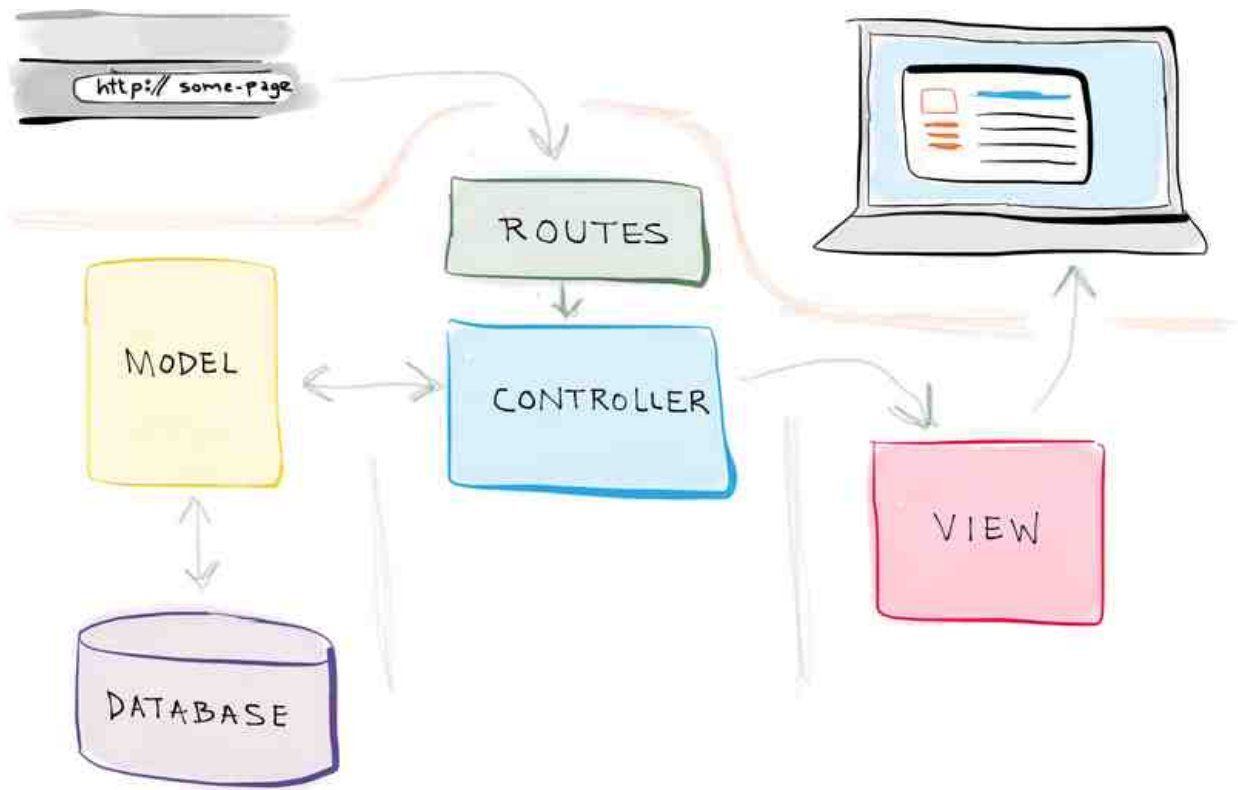 http:// some-page
ROUTES
MODEL
CONTROLLER
VIEW
DATABASE